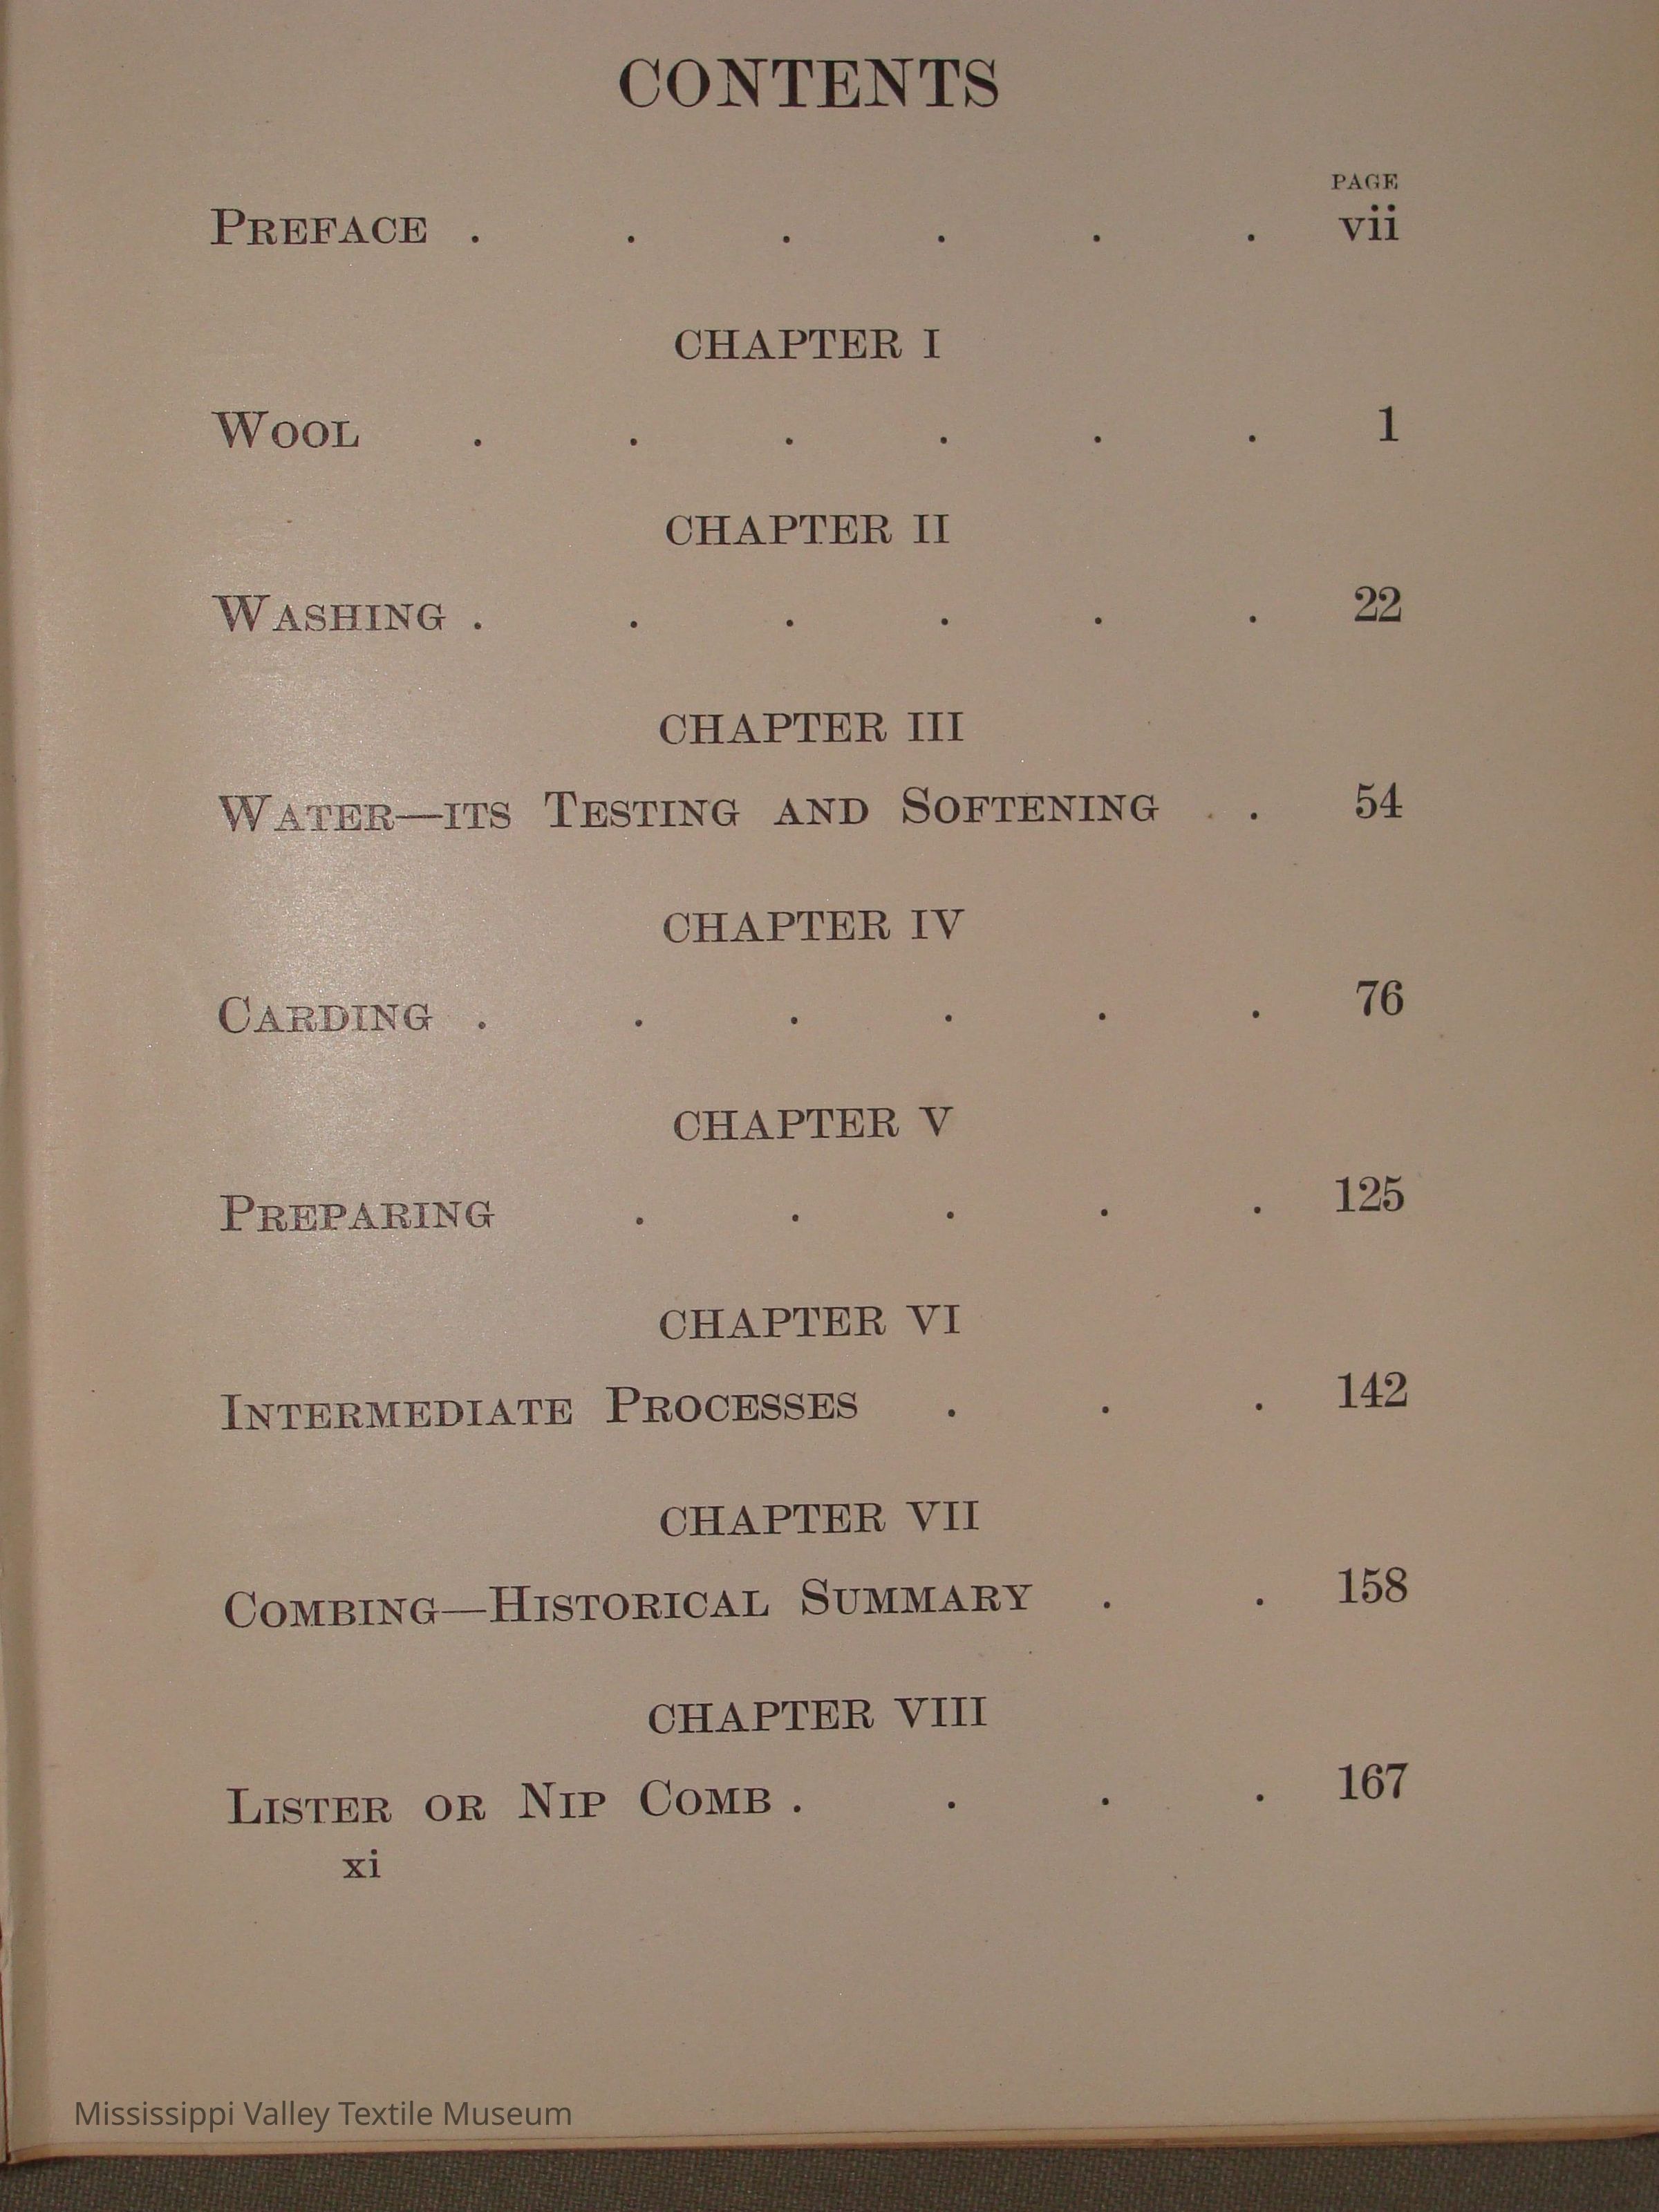 CONTENTS
PAGE
PREFACE . . . . . . vii
CHAPTER I
WOOL . . . . . . 1
CHAPTER II
WASHING . . . . . . 22
CHAPTER III
WATER—ITS TESTING AND SOFTENING . . 54
CHAPTER IV
CARDING . . . . . . 76
CHAPTER V
PREPARING . . . . . 125
CHAPTER VI
INTERMEDIATE PROCESSES . . . 142
CHAPTER VII
COMBING—HISTORICAL SUMMARY . . 158
CHAPTER VIII
LISTER OR NIP COMB . . . . 167
xi
Mississippi Valley Textile Museum